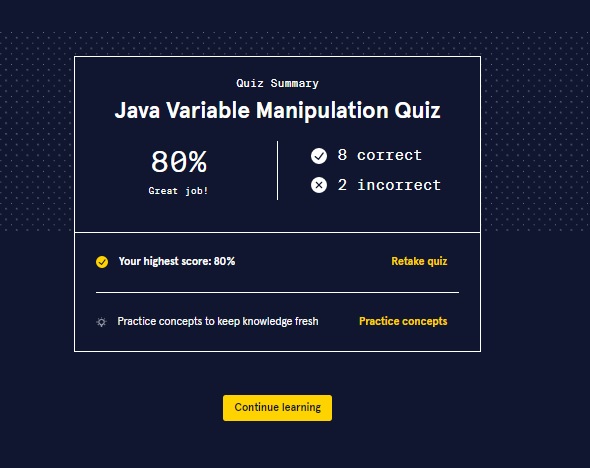 Quiz Summary
Java Variable Manipulation Quiz
80%
Great job!
8 correct
2 incorrect
Your highest score: 80%
Retake quiz
Practice concepts to keep knowledge fresh
Practice concepts
Continue learning